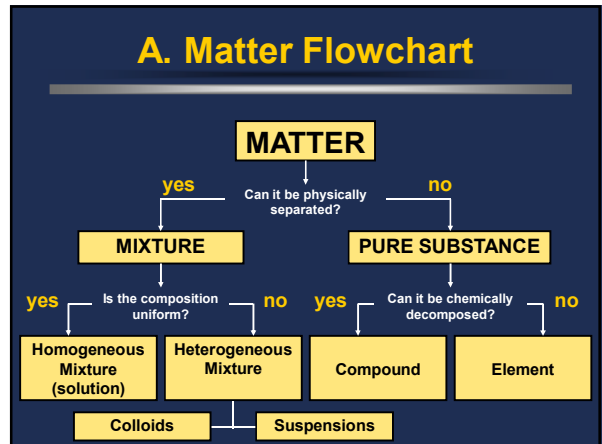 A. Matter Flowchart
MATTER
yes
Can it be physically
separated?
no
MIXTURE
PURE SUBSTANCE
yes
Is the composition
uniform?
no
yes
Can it be chemically
decomposed?
no
Homogeneous
Mixture
(solution)
Heterogeneous
Mixture
Compound
Element
Colloids
Suspensions